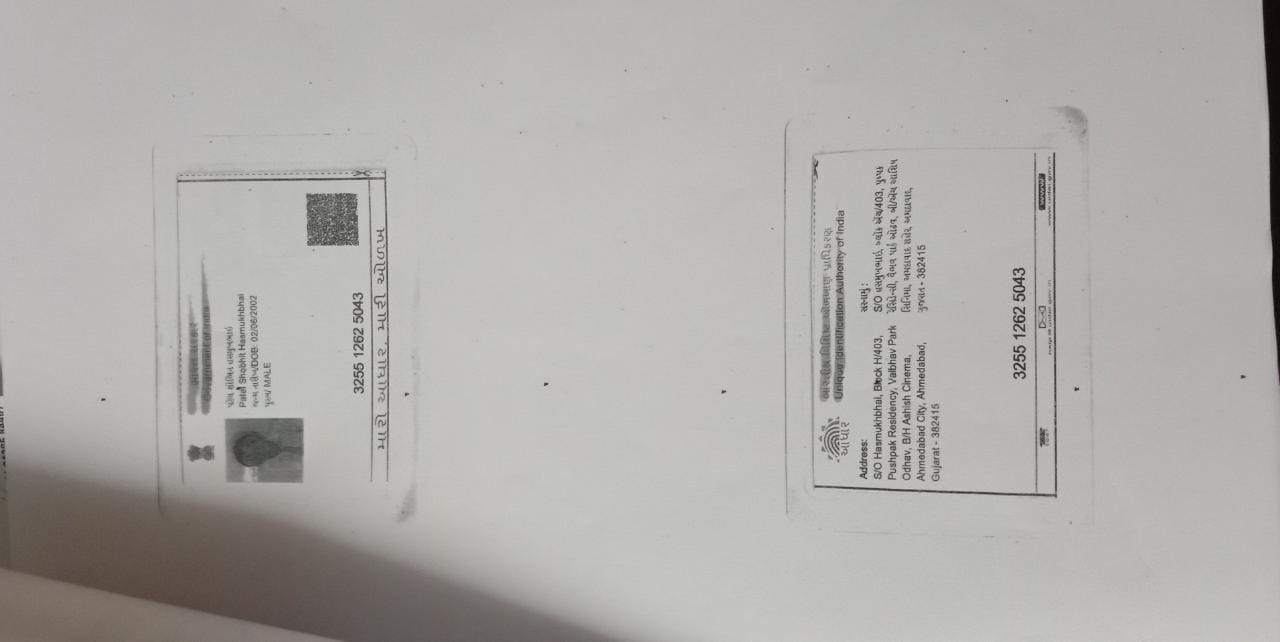 Government of India
પટેલ શોભિત હસમુખભાઇ
Patel Shobhit Hasmukhbhai
જન્મ તારીખ/DOB: 02/06/2002
પુરુષ/ MALE
3255 1262 5043
મારો આધાર, મારી ઓળખ
ભારતીય વિશિષ્ટ ઓળખાણ પ્રાધિકરણ
Unique Identification Authority of India
આધાર
Address:
S/O Hasmukhbhai, Block H/403,
Pushpak Residency, Vaibhav Park
Odhav, B/H Ashish Cinema,
Ahmedabad City, Ahmedabad,
Gujarat - 382415
સરનામું:
S/O હસમુખભાઇ, બ્લોક એચ/403, પુષ્પક
રેસિડેન્સી, વૈભવ પાર્ક ઓઢવ, બી/એચ આશિષ
સિનેમા, અમદાવાદ શહેર, અમદાવાદ,
ગુજરાત - 382415
3255 1262 5043